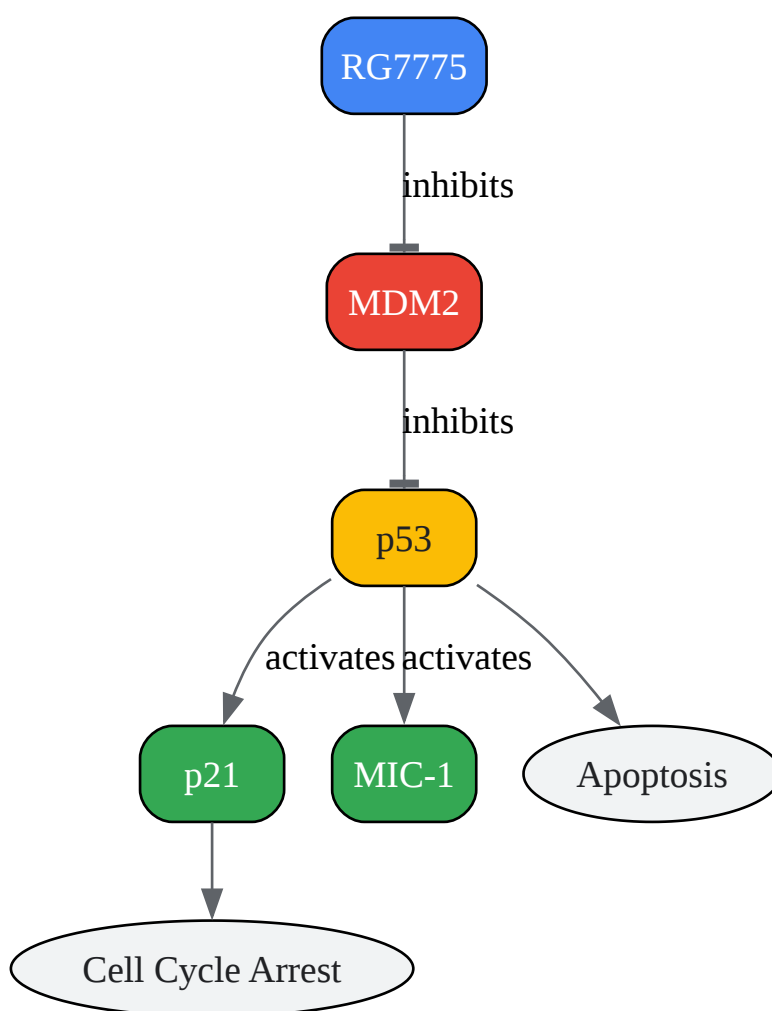 RG7775
inhibits
MDM2
inhibits
p53
activates
activates
p21
MIC-1
Apoptosis
Cell Cycle Arrest